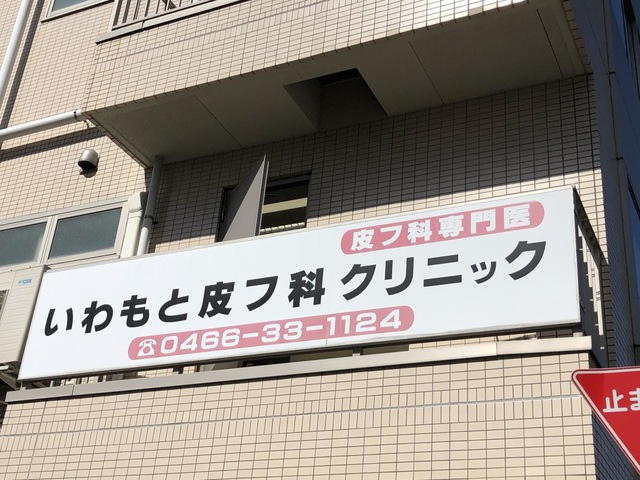 皮フ科専門医
いわもと皮フ科クリニック
☎0466-33-1124
止ま